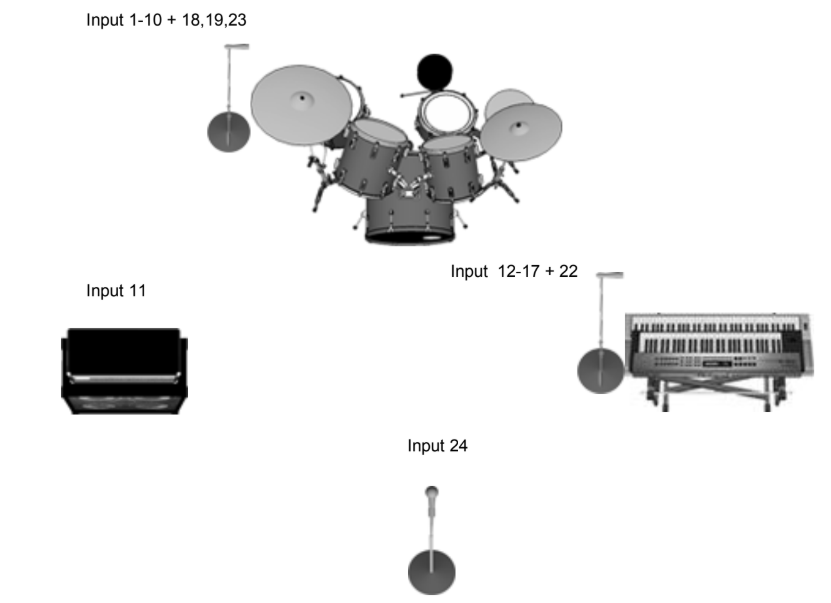 Input 1-10 + 18,19,23
Input  12-17 + 22
Input 11
Input 24